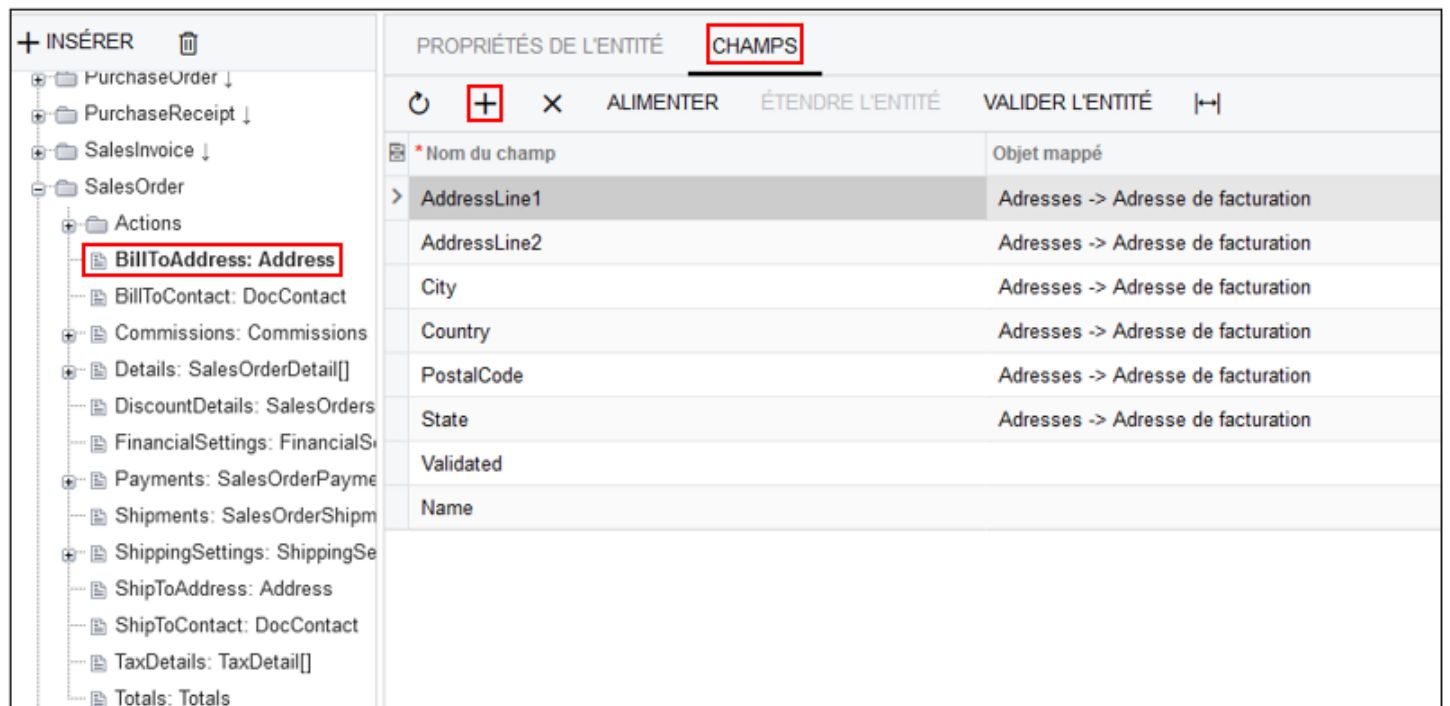 INSÉRER
PurchaseOrder ↓
PurchaseReceipt ↓
SalesInvoice ↓
SalesOrder
Actions
BillToAddress: Address
BillToContact: DocContact
Commissions: Commissions
Details: SalesOrderDetail[]
DiscountDetails: SalesOrders
FinancialSettings: FinancialS
Payments: SalesOrderPayme
Shipments: SalesOrderShipm
ShippingSettings: ShippingSe
ShipToAddress: Address
ShipToContact: DocContact
TaxDetails: TaxDetail[]
Totals: Totals
PROPRIÉTÉS DE L'ENTITÉ CHAMPS
ALIMENTER ÉTENDRE L'ENTITÉ VALIDER L'ENTITÉ
* Nom du champ Objet mappé
AddressLine1 Adresses -> Adresse de facturation
AddressLine2 Adresses -> Adresse de facturation
City Adresses -> Adresse de facturation
Country Adresses -> Adresse de facturation
PostalCode Adresses -> Adresse de facturation
State Adresses -> Adresse de facturation
Validated
Name